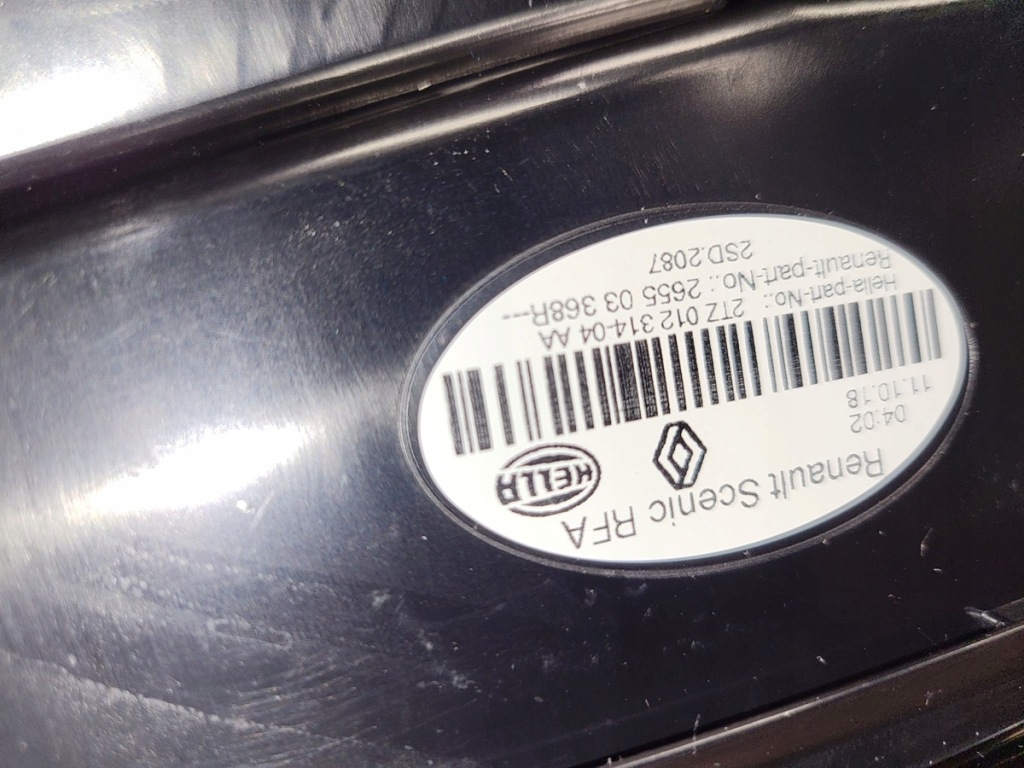 Renault Scenic RFA
04:02
11.10.18
HELLA
Hella-part-No.: 2TZ 012 314-04 AA
Renault-part-No.: 2655 03 368R---
2SD.2087